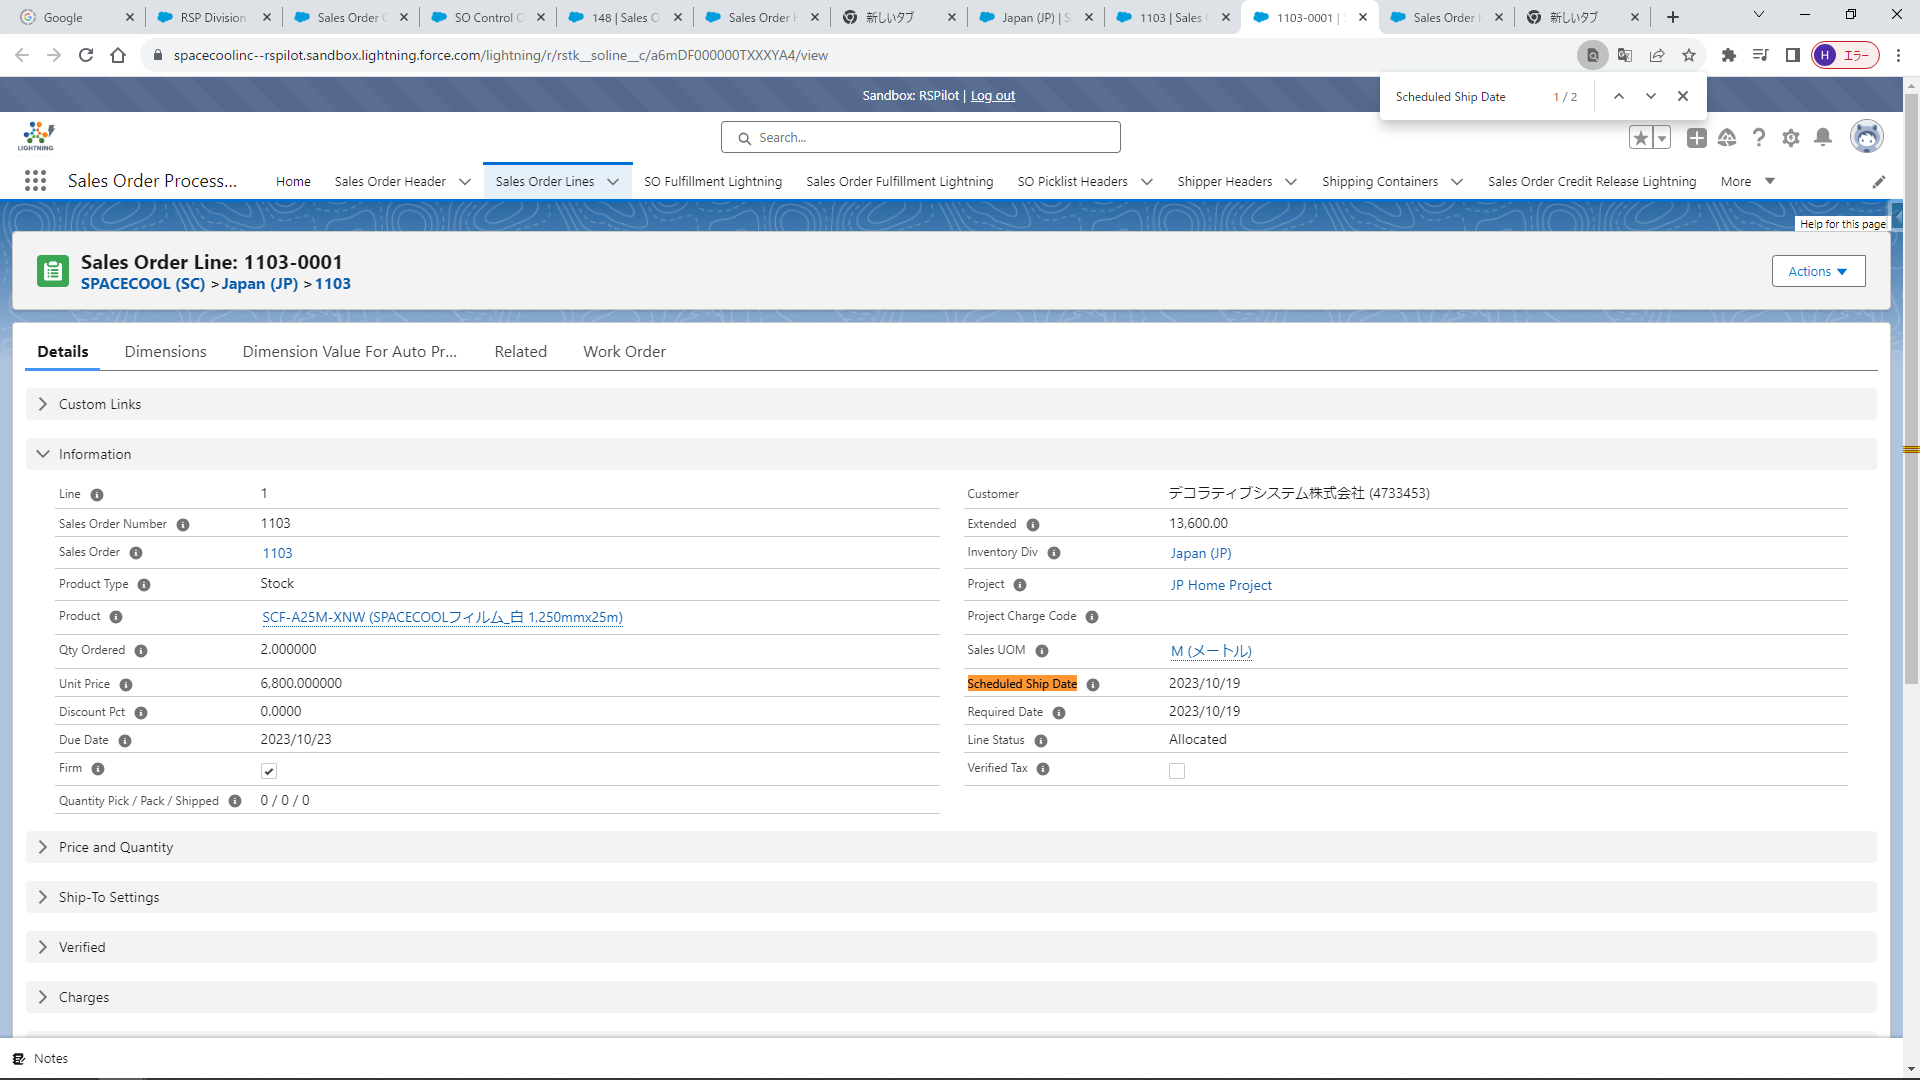 Google
RSP Division
Sales Order
SO Control C
148 | Sales O
Sales Order H
新しいタブ
Japan (JP) | S
1103 | Sales
1103-0001 |
Sales Order H
新しいタブ
spacecoolinc--rspilot.sandbox.lightning.force.com/lightning/r/rstk__soline__c/a6mDF000000TXXXYA4/view
H エラー
Sandbox: RSPilot | Log out
Scheduled Ship Date 1 / 2
LIGHTNING
Search...
Sales Order Process...
Home
Sales Order Header
Sales Order Lines
SO Fulfillment Lightning
Sales Order Fulfillment Lightning
SO Picklist Headers
Shipper Headers
Shipping Containers
Sales Order Credit Release Lightning
More
Help for this page
Sales Order Line: 1103-0001
SPACECOOL (SC) >Japan (JP) >1103
Actions
Details
Dimensions
Dimension Value For Auto Pr...
Related
Work Order
Custom Links
Information
Line 1
Customer デコラティブシステム株式会社 (4733453)
Sales Order Number 1103
Extended 13,600.00
Sales Order 1103
Inventory Div Japan (JP)
Product Type Stock
Project JP Home Project
Product SCF-A25M-XNW (SPACECOOLフィルム_白 1,250mmx25m)
Project Charge Code
Qty Ordered 2.000000
Sales UOM M (メートル)
Unit Price 6,800.000000
Scheduled Ship Date 2023/10/19
Discount Pct 0.0000
Required Date 2023/10/19
Due Date 2023/10/23
Line Status Allocated
Firm
Verified Tax
Quantity Pick / Pack / Shipped 0 / 0 / 0
Price and Quantity
Ship-To Settings
Verified
Charges
Notes